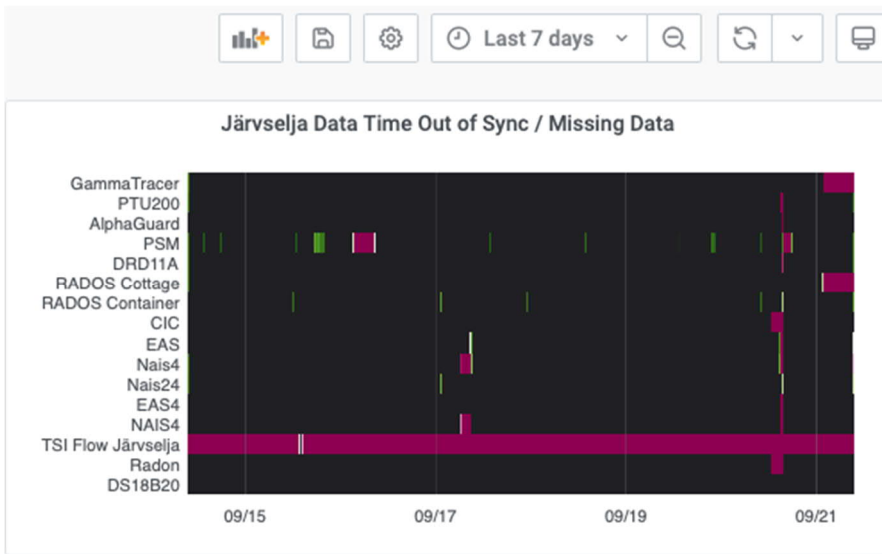 Last 7 days
Järvselja Data Time Out of Sync / Missing Data
GammaTracer
PTU200
AlphaGuard
PSM
DRD11A
RADOS Cottage
RADOS Container
CIC
EAS
Nais4
Nais24
EAS4
NAIS4
TSI Flow Järvselja
Radon
DS18B20
09/15 09/17 09/19 09/21